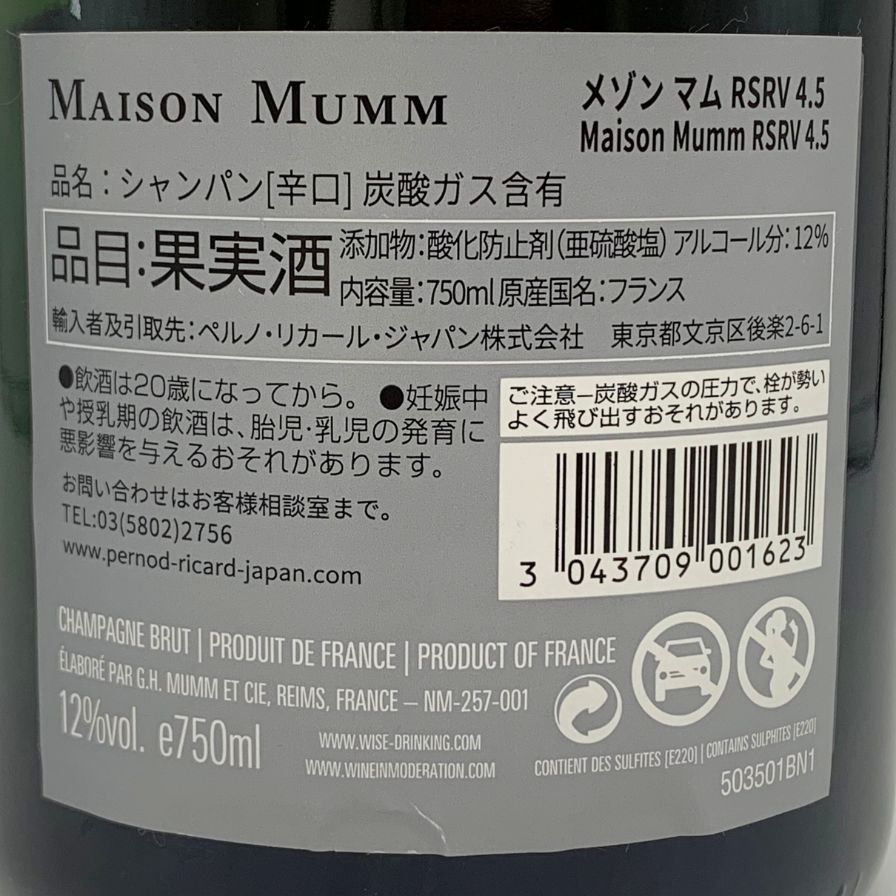 MAISON MUMM
メゾン マム RSRV 4.5
Maison Mumm RSRV 4.5
品名：シャンパン[辛口] 炭酸ガス含有
品目：果実酒
添加物：酸化防止剤（亜硫酸塩） アルコール分：12%
内容量：750ml 原産国名：フランス
輸入者及引取先：ペルノ・リカール・ジャパン株式会社 東京都文京区後楽2-6-1
●飲酒は20歳になってから。 ●妊娠中
や授乳期の飲酒は、胎児・乳児の発育に
悪影響を与えるおそれがあります。
お問い合わせはお客様相談室まで。
TEL:03(5802)2756
www.pernod-ricard-japan.com
ご注意−炭酸ガスの圧力で、栓が勢い
よく飛び出すおそれがあります。
3 043709 001623
CHAMPAGNE BRUT | PRODUIT DE FRANCE | PRODUCT OF FRANCE
ÉLABORÉ PAR G.H. MUMM ET CIE, REIMS, FRANCE – NM-257-001
12%vol. e750ml
WWW.WISE-DRINKING.COM
WWW.WINEINMODERATION.COM
CONTIENT DES SULFITES [E220] | CONTAINS SULPHITES [E220]
503501BN1